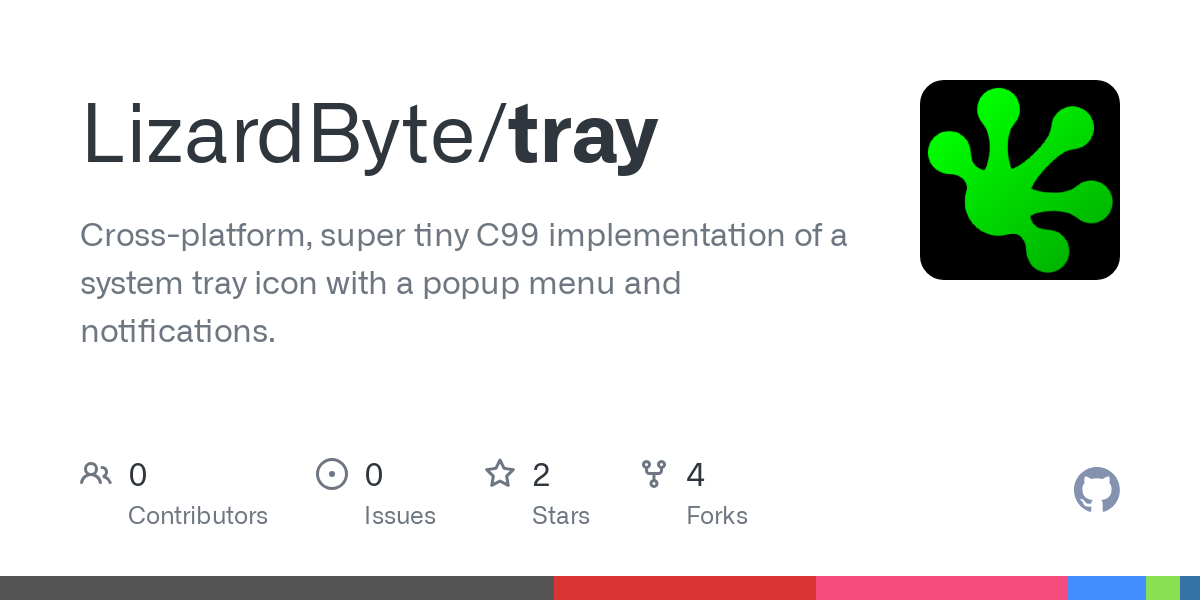 LizardByte/tray
Cross-platform, super tiny C99 implementation of a
system tray icon with a popup menu and
notifications.
0 0 2 4
Contributors Issues Stars Forks